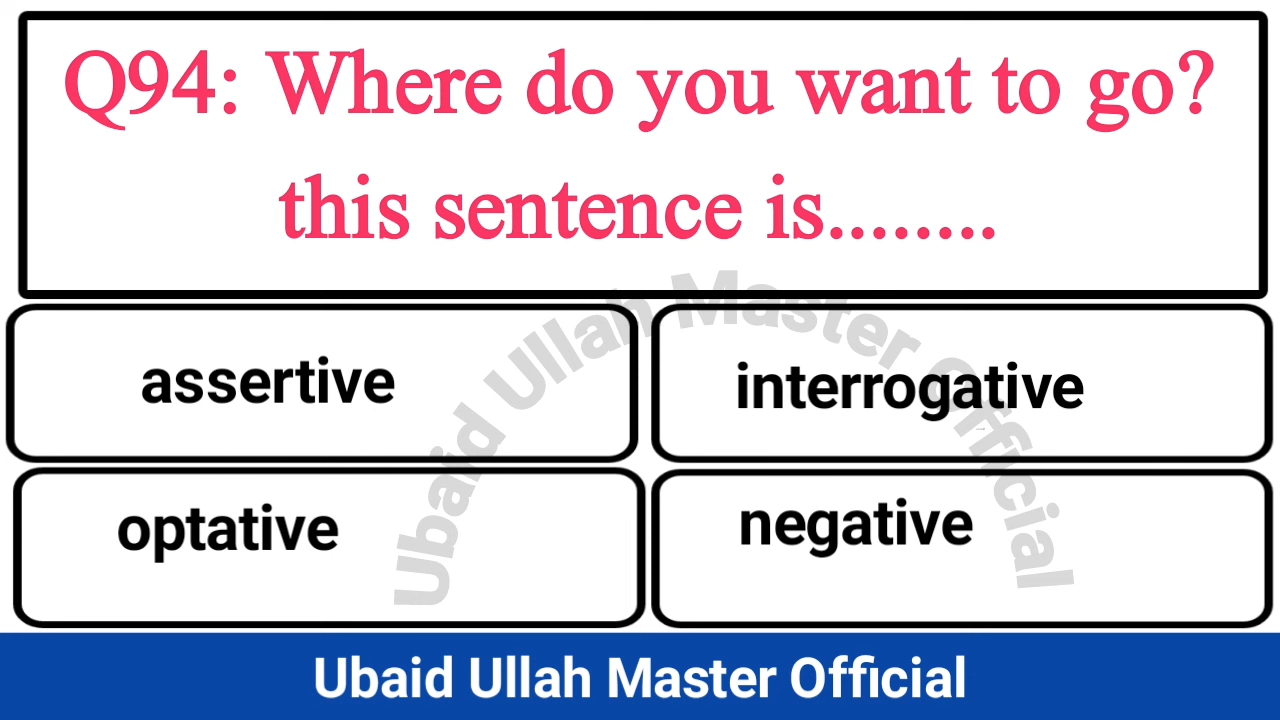 Q94: Where do you want to go?
this sentence is........
Ubaid Ullah Master Official
assertive
interrogative
optative
negative
Ubaid Ullah Master Official